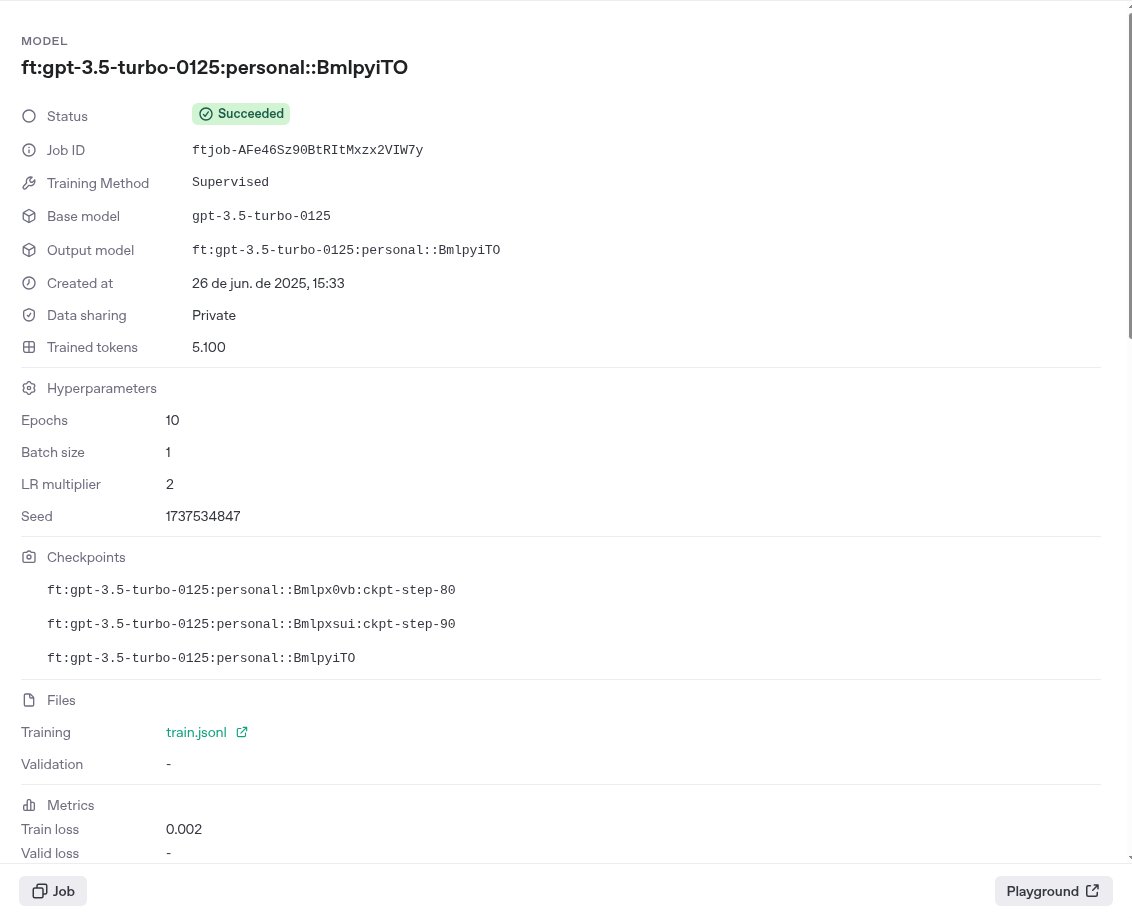 MODEL
ft:gpt-3.5-turbo-0125:personal::BmlpyiTO
Status Succeeded
Job ID ftjob-AFe46Sz90BtRItMxzx2VIW7y
Training Method Supervised
Base model gpt-3.5-turbo-0125
Output model ft:gpt-3.5-turbo-0125:personal::BmlpyiTO
Created at 26 de jun. de 2025, 15:33
Data sharing Private
Trained tokens 5.100
Hyperparameters
Epochs 10
Batch size 1
LR multiplier 2
Seed 1737534847
Checkpoints
ft:gpt-3.5-turbo-0125:personal::Bmlpx0vb:ckpt-step-80
ft:gpt-3.5-turbo-0125:personal::Bmlpxsui:ckpt-step-90
ft:gpt-3.5-turbo-0125:personal::BmlpyiTO
Files
Training train.jsonl
Validation -
Metrics
Train loss 0.002
Valid loss -
Job Playground